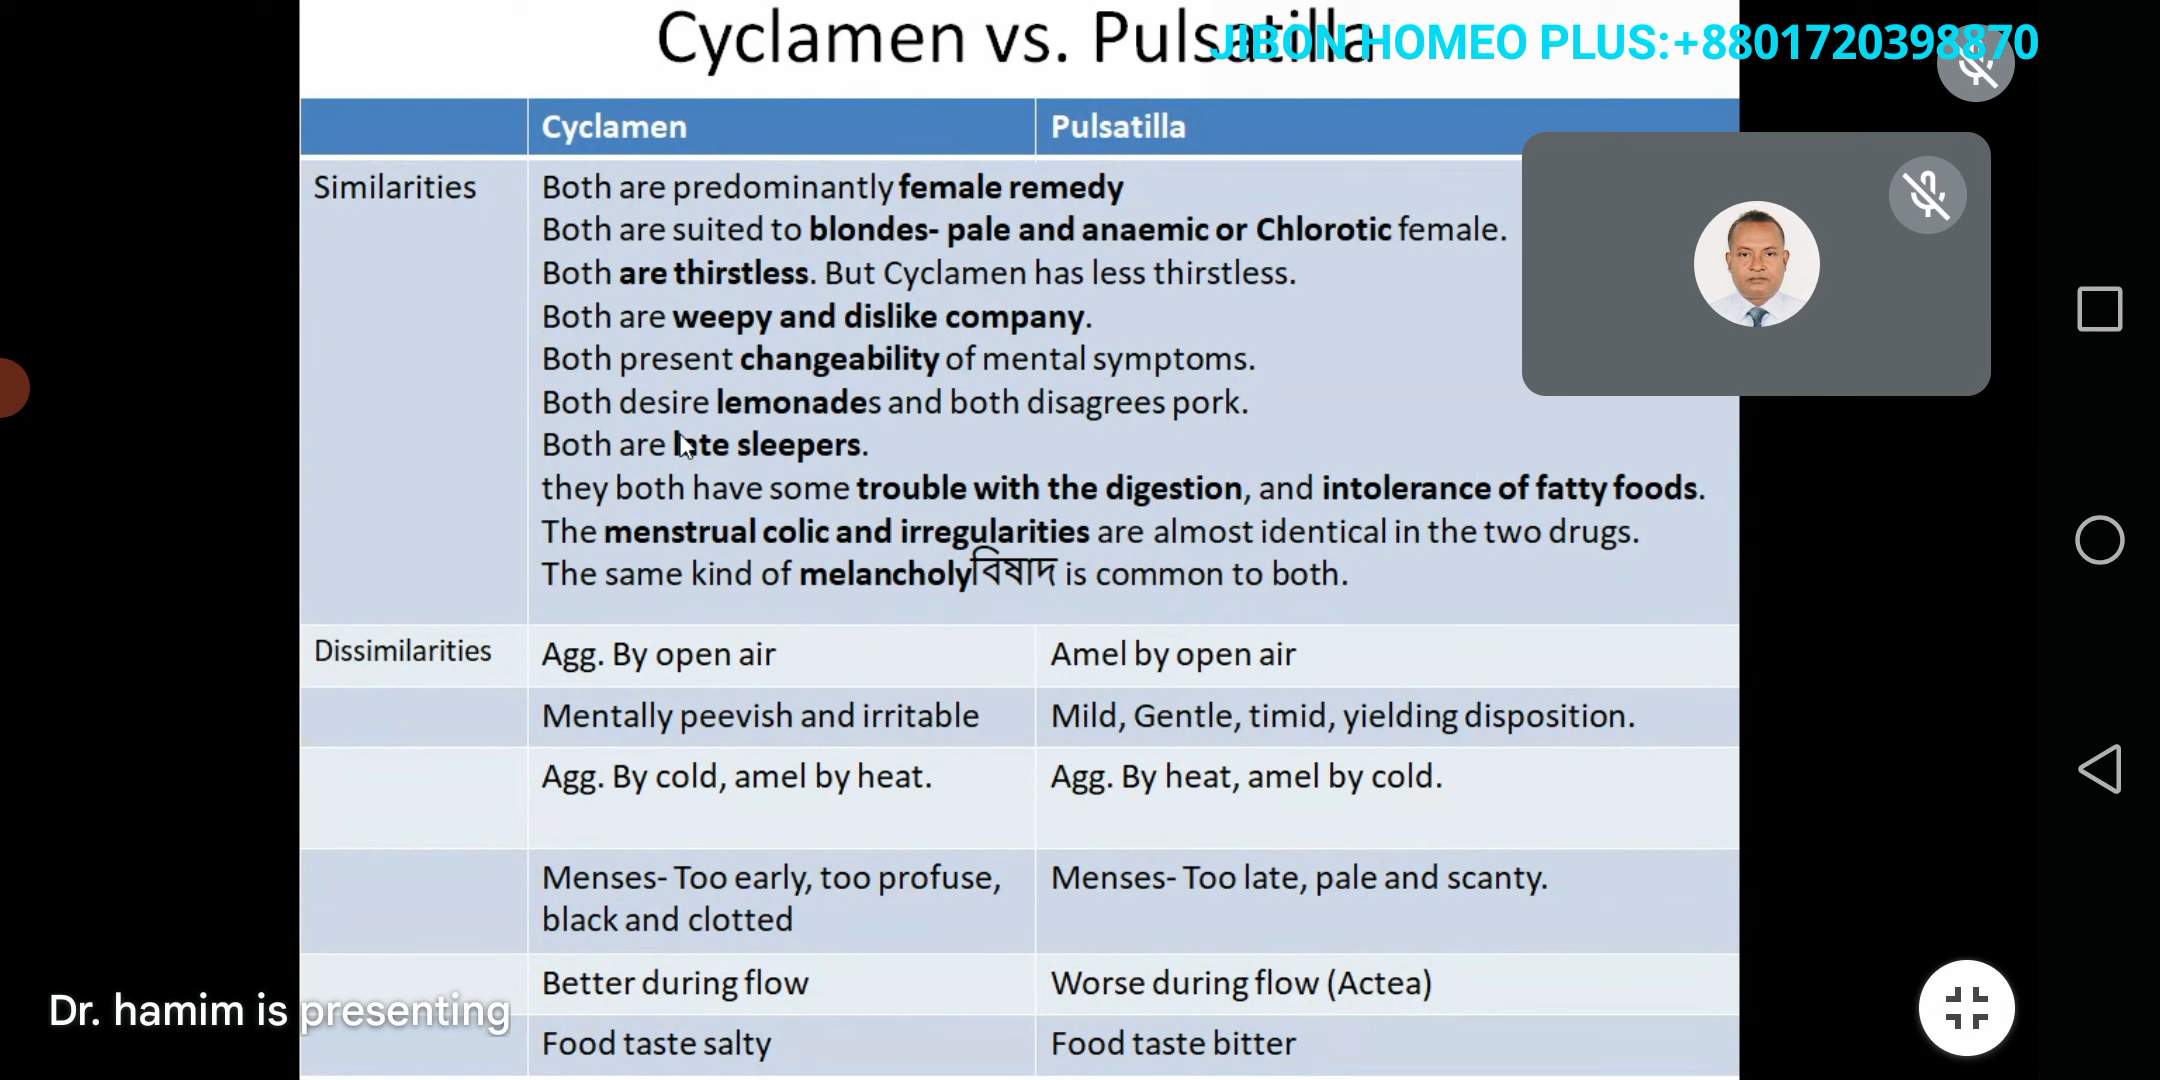 Cyclamen vs. Pulsatilla
JIBON HOMEO PLUS:+8801720398870
Cyclamen Pulsatilla
Similarities
Both are predominantly female remedy
Both are suited to blondes- pale and anaemic or Chlorotic female.
Both are thirstless. But Cyclamen has less thirstless.
Both are weepy and dislike company.
Both present changeability of mental symptoms.
Both desire lemonades and both disagrees pork.
Both are late sleepers.
they both have some trouble with the digestion, and intolerance of fatty foods.
The menstrual colic and irregularities are almost identical in the two drugs.
The same kind of melancholyবিষাদ is common to both.
Dissimilarities Agg. By open air Amel by open air
Mentally peevish and irritable Mild, Gentle, timid, yielding disposition.
Agg. By cold, amel by heat. Agg. By heat, amel by cold.
Menses- Too early, too profuse, Menses- Too late, pale and scanty.
black and clotted
Better during flow Worse during flow (Actea)
Dr. hamim is presenting
Food taste salty Food taste bitter